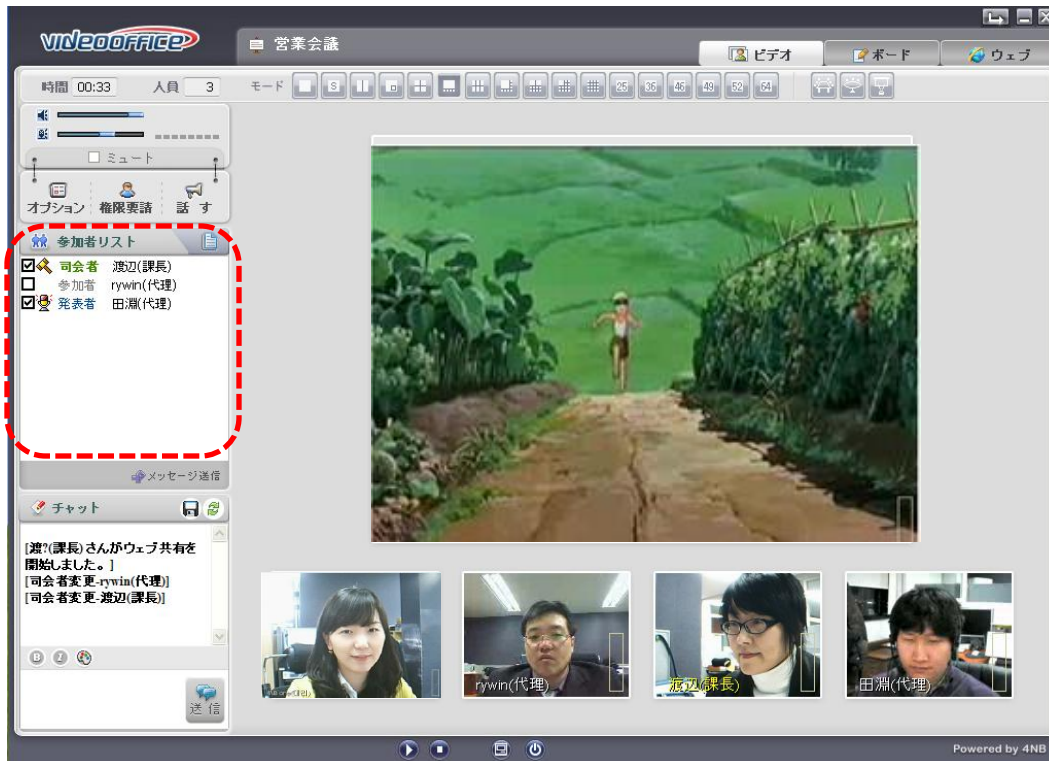 VIDEOOFFICE
営業会議
ビデオ
ボード
ウェブ
時間 00:33 人員 3
モード
S
25 36 46 49 52 64
ミュート
オプション 権限要請 話す
参加者リスト
司会者 渡辺(課長)
参加者 rywin(代理)
発表者 田淵(代理)
メッセージ送信
チャット
[渡?(課長)さんがウェブ共有を
開始しました。]
[司会者変更-rywin(代理)]
[司会者変更-渡辺(課長)]
B I
送信
rywin(代理)
渡辺(課長)
田淵(代理)
Powered by 4NB